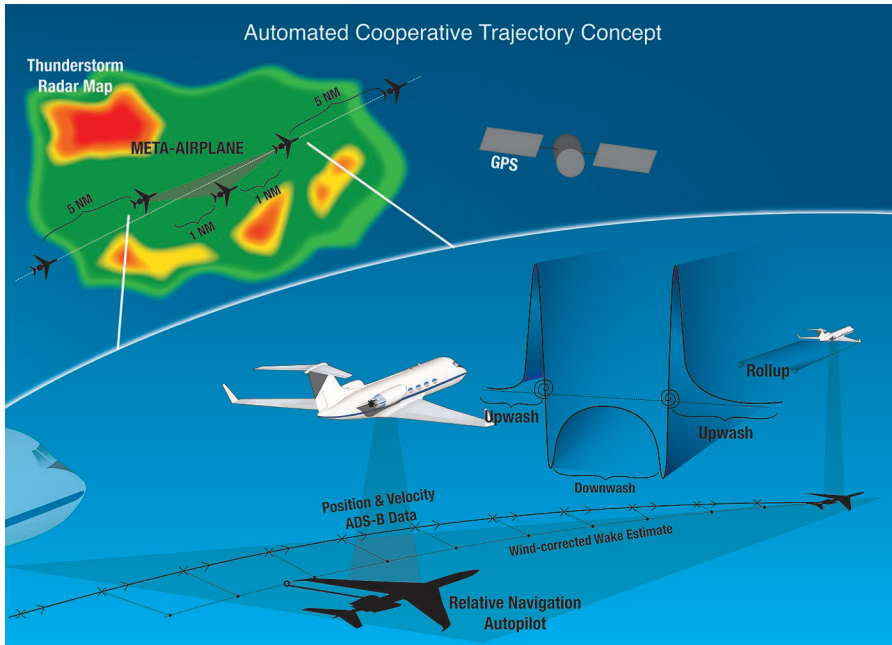 Automated Cooperative Trajectory Concept
Thunderstorm
Radar Map
5 NM
META-AIRPLANE
GPS
5 NM
1 NM
1 NM
Rollup
Upwash
Upwash
Downwash
Position & Velocity
ADS-B Data
Wind-corrected Wake Estimate
Relative Navigation
Autopilot